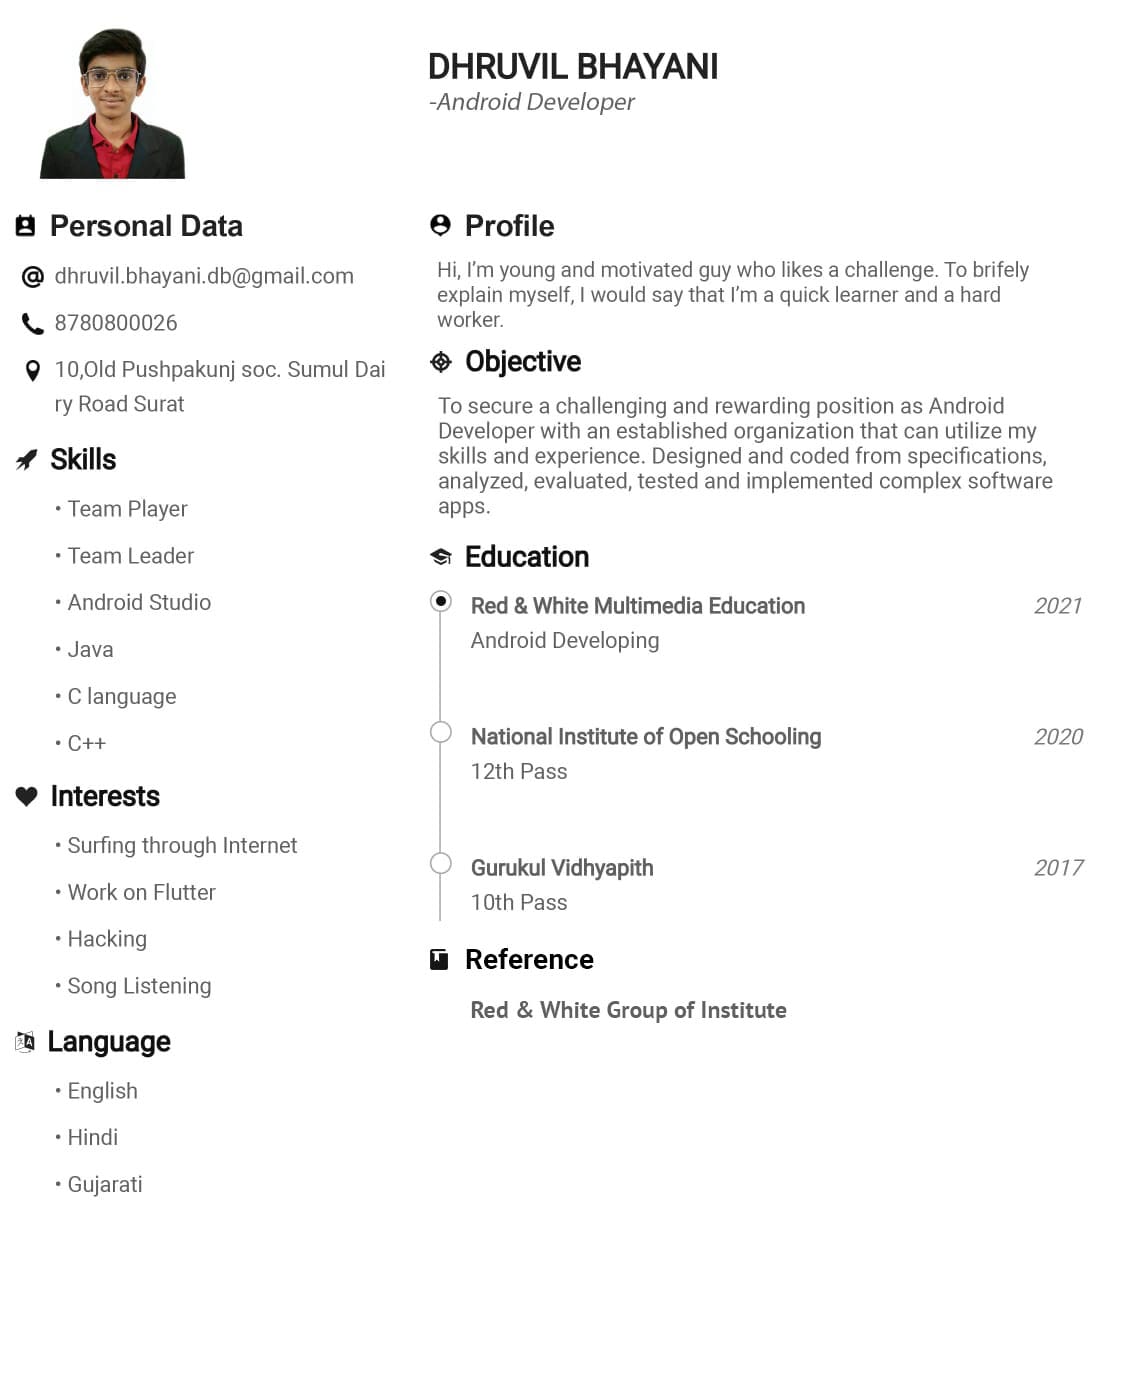 DHRUVIL BHAYANI
-Android Developer
Personal Data
dhruvil.bhayani.db@gmail.com
8780800026
10,Old Pushpakunj soc. Sumul Dai
ry Road Surat
Skills
• Team Player
• Team Leader
• Android Studio
• Java
• C language
• C++
Interests
• Surfing through Internet
• Work on Flutter
• Hacking
• Song Listening
Language
• English
• Hindi
• Gujarati
Profile
Hi, I’m young and motivated guy who likes a challenge. To brifely
explain myself, I would say that I’m a quick learner and a hard
worker.
Objective
To secure a challenging and rewarding position as Android
Developer with an established organization that can utilize my
skills and experience. Designed and coded from specifications,
analyzed, evaluated, tested and implemented complex software
apps.
Education
Red & White Multimedia Education 2021
Android Developing
National Institute of Open Schooling 2020
12th Pass
Gurukul Vidhyapith 2017
10th Pass
Reference
Red & White Group of Institute